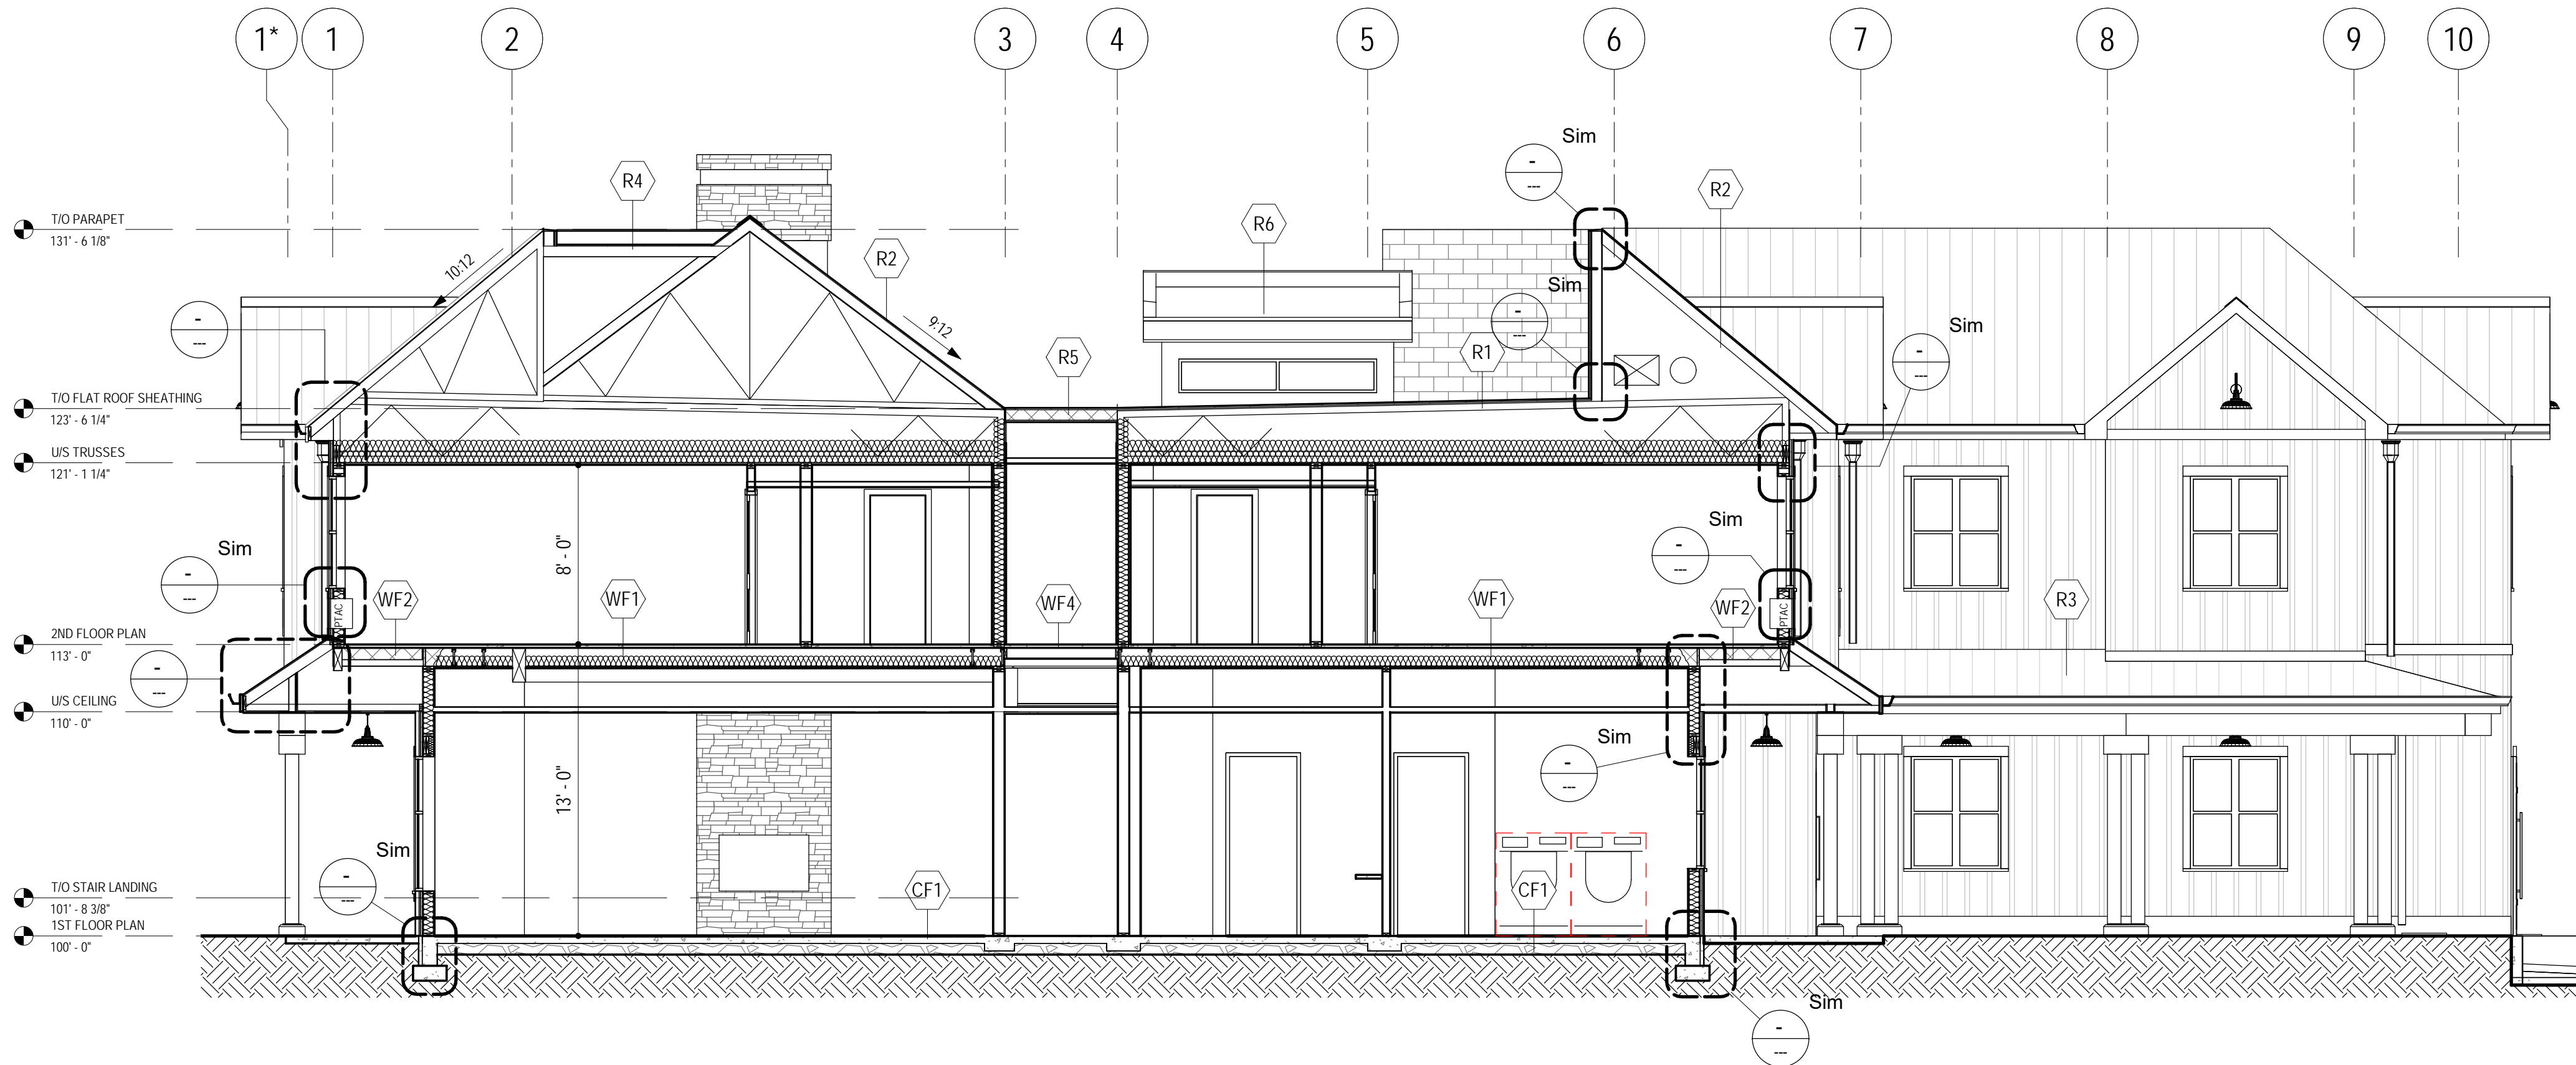 1*
1
2
3
4
5
6
7
8
9
10
Sim
-
---
R4
R2
T/O PARAPET
131' - 6 1/8"
R6
10:12
R2
Sim
-
---
9:12
-
---
R5
R1
Sim
-
---
T/O FLAT ROOF SHEATHING
123' - 6 1/4"
U/S TRUSSES
121' - 1 1/4"
8' - 0"
Sim
-
---
Sim
-
---
PTAC
WF2
WF1
WF4
WF1
WF2
PTAC
R3
2ND FLOOR PLAN
113' - 0"
-
---
U/S CEILING
110' - 0"
Sim
-
---
13' - 0"
Sim
-
---
CF1
CF1
T/O STAIR LANDING
101' - 8 3/8"
1ST FLOOR PLAN
100' - 0"
Sim
-
---